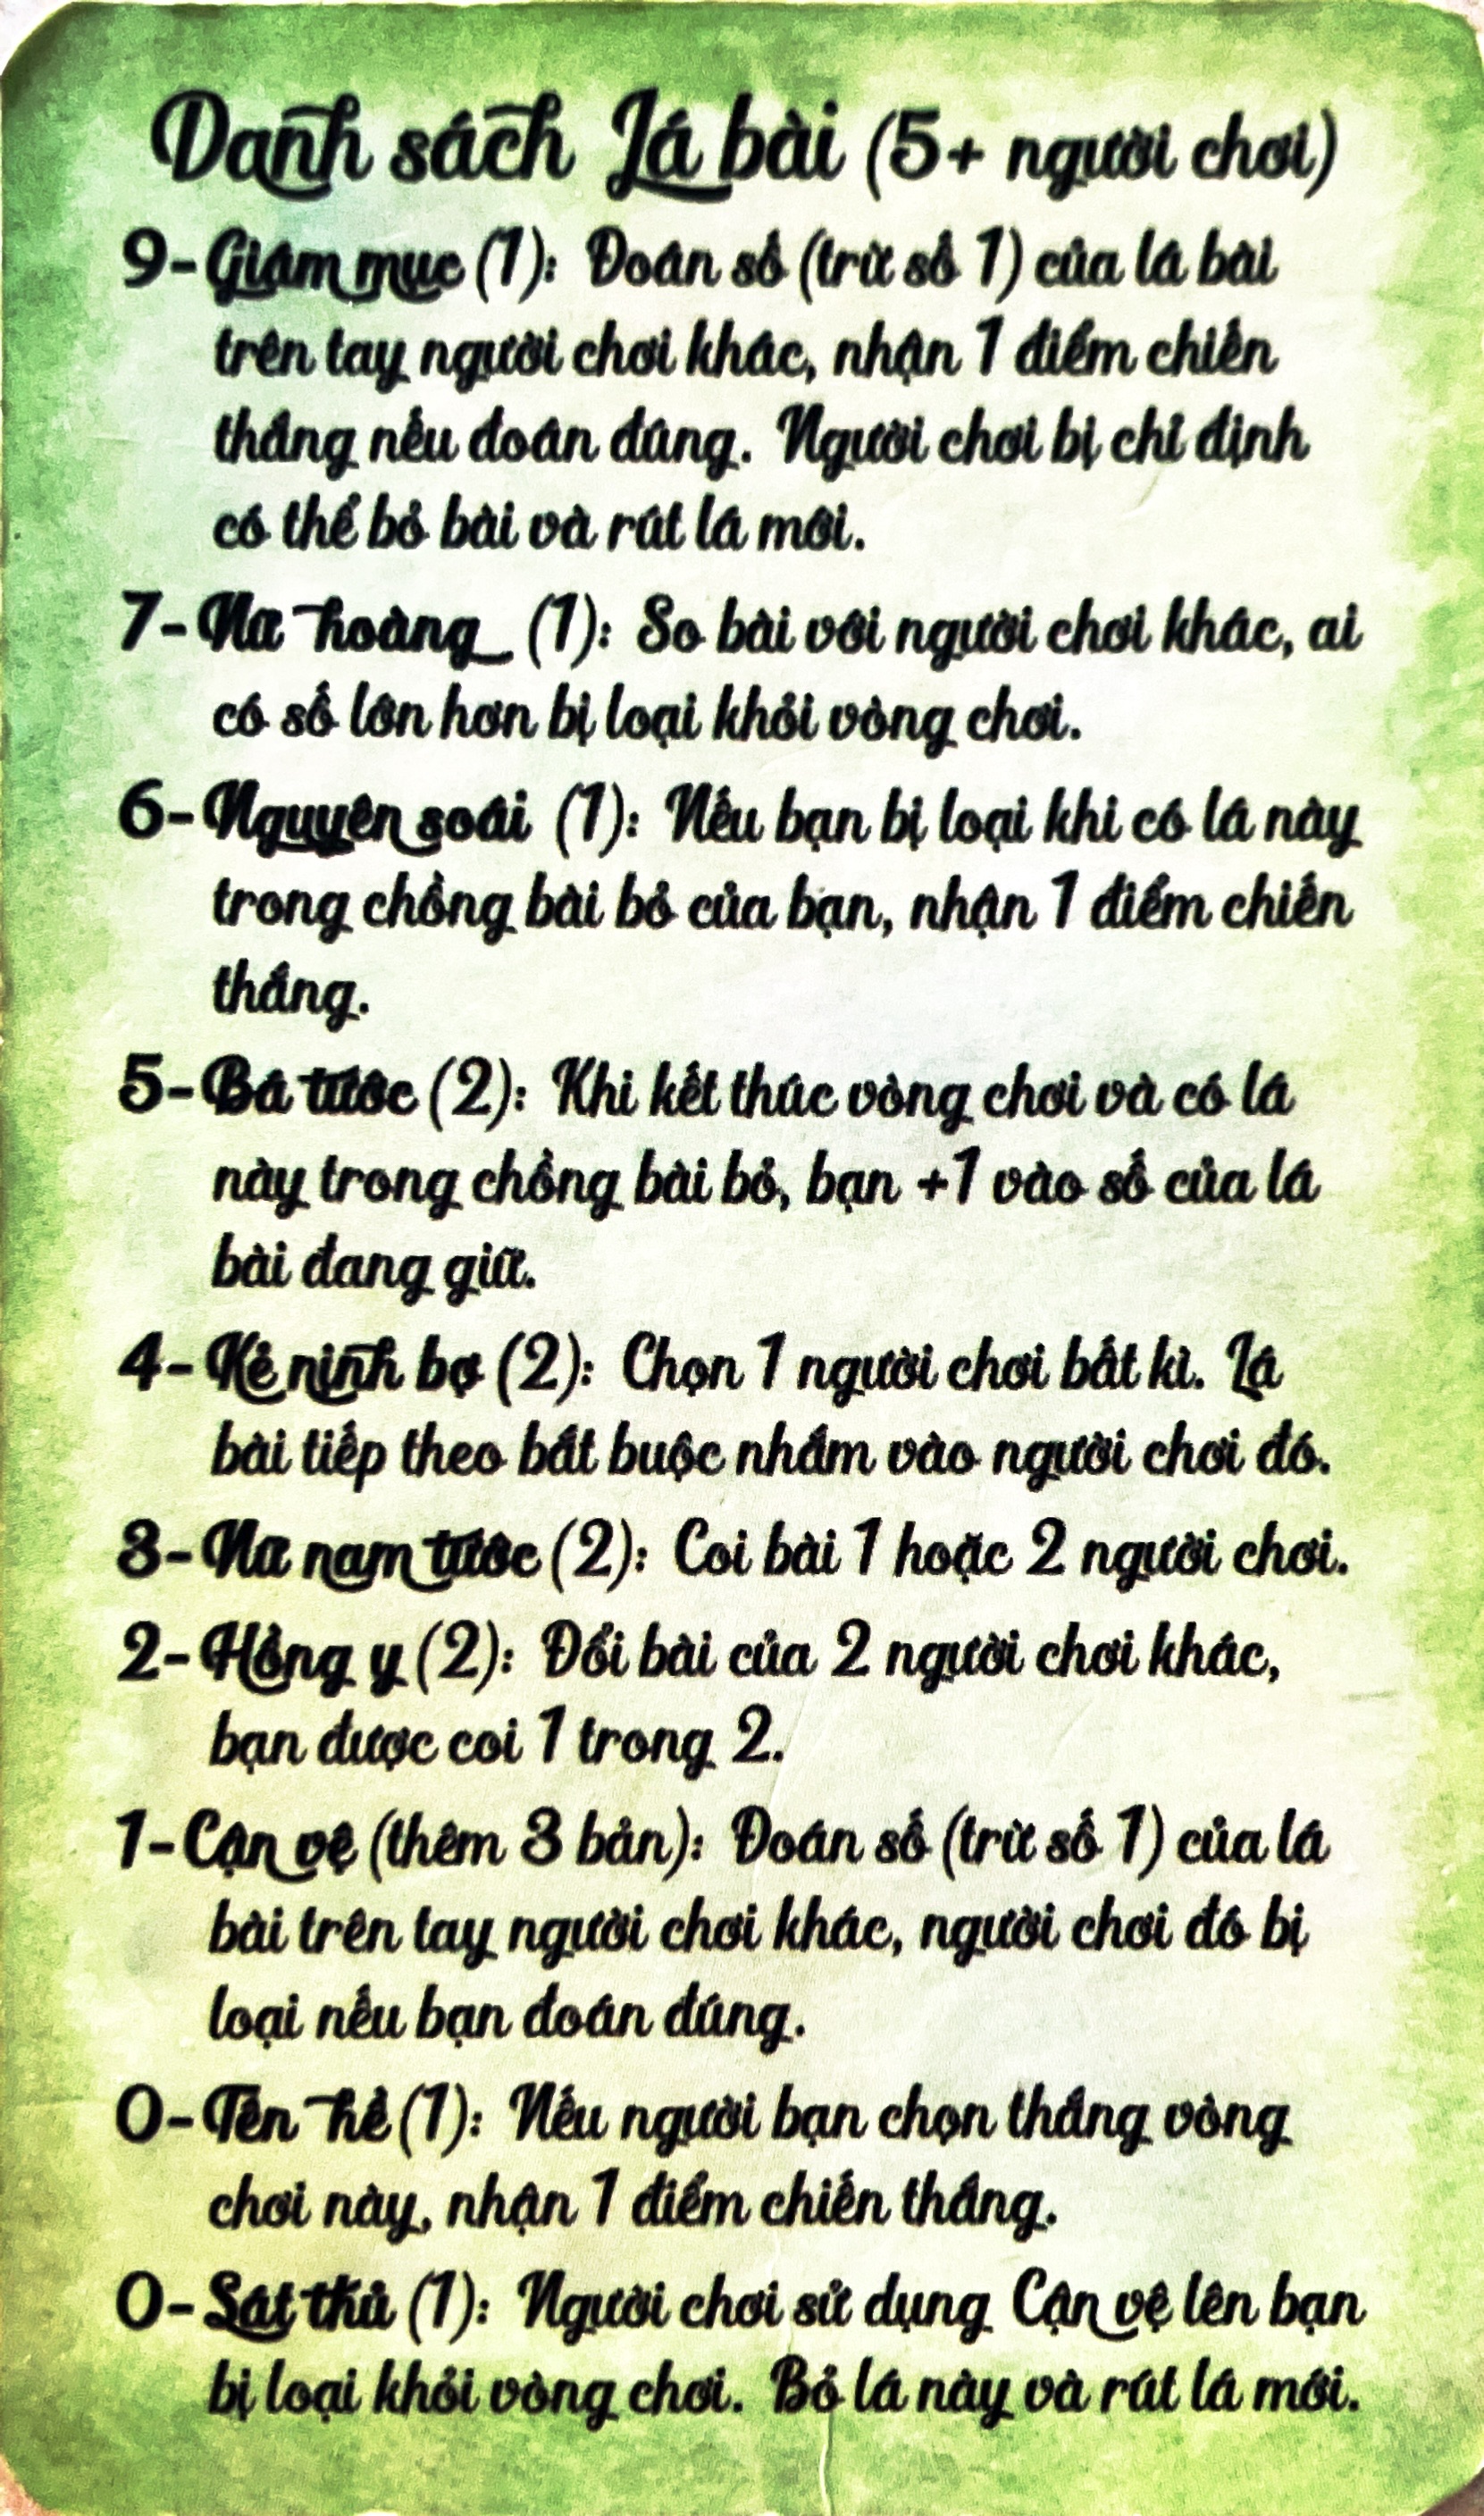 Danh sách Lá bài (5+ người chơi)
9-Giám mục (1): Đoán số (trừ số 1) của lá bài
trên tay người chơi khác, nhận 1 điểm chiến
thắng nếu đoán đúng. Người chơi bị chỉ định
có thể bỏ bài và rút lá mới.
7-Nữ hoàng (1): So bài với người chơi khác, ai
có số lớn hơn bị loại khỏi vòng chơi.
6-Nguyên soái (1): Nếu bạn bị loại khi có lá này
trong chồng bài bỏ của bạn, nhận 1 điểm chiến
thắng.
5-Bá tước (2): Khi kết thúc vòng chơi và có lá
này trong chồng bài bỏ, bạn +1 vào số của lá
bài đang giữ.
4-Kẻ nịnh bợ (2): Chọn 1 người chơi bất kì. Lá
bài tiếp theo bắt buộc nhắm vào người chơi đó.
3-Nữ nam tước (2): Coi bài 1 hoặc 2 người chơi.
2-Hồng y (2): Đổi bài của 2 người chơi khác,
bạn được coi 1 trong 2.
1-Cận vệ (thêm 3 bản): Đoán số (trừ số 1) của lá
bài trên tay người chơi khác, người chơi đó bị
loại nếu bạn đoán đúng.
0-Tên hề (1): Nếu người bạn chọn thắng vòng
chơi này, nhận 1 điểm chiến thắng.
0-Sát thủ (1): Người chơi sử dụng Cận vệ lên bạn
bị loại khỏi vòng chơi. Bỏ lá này và rút lá mới.